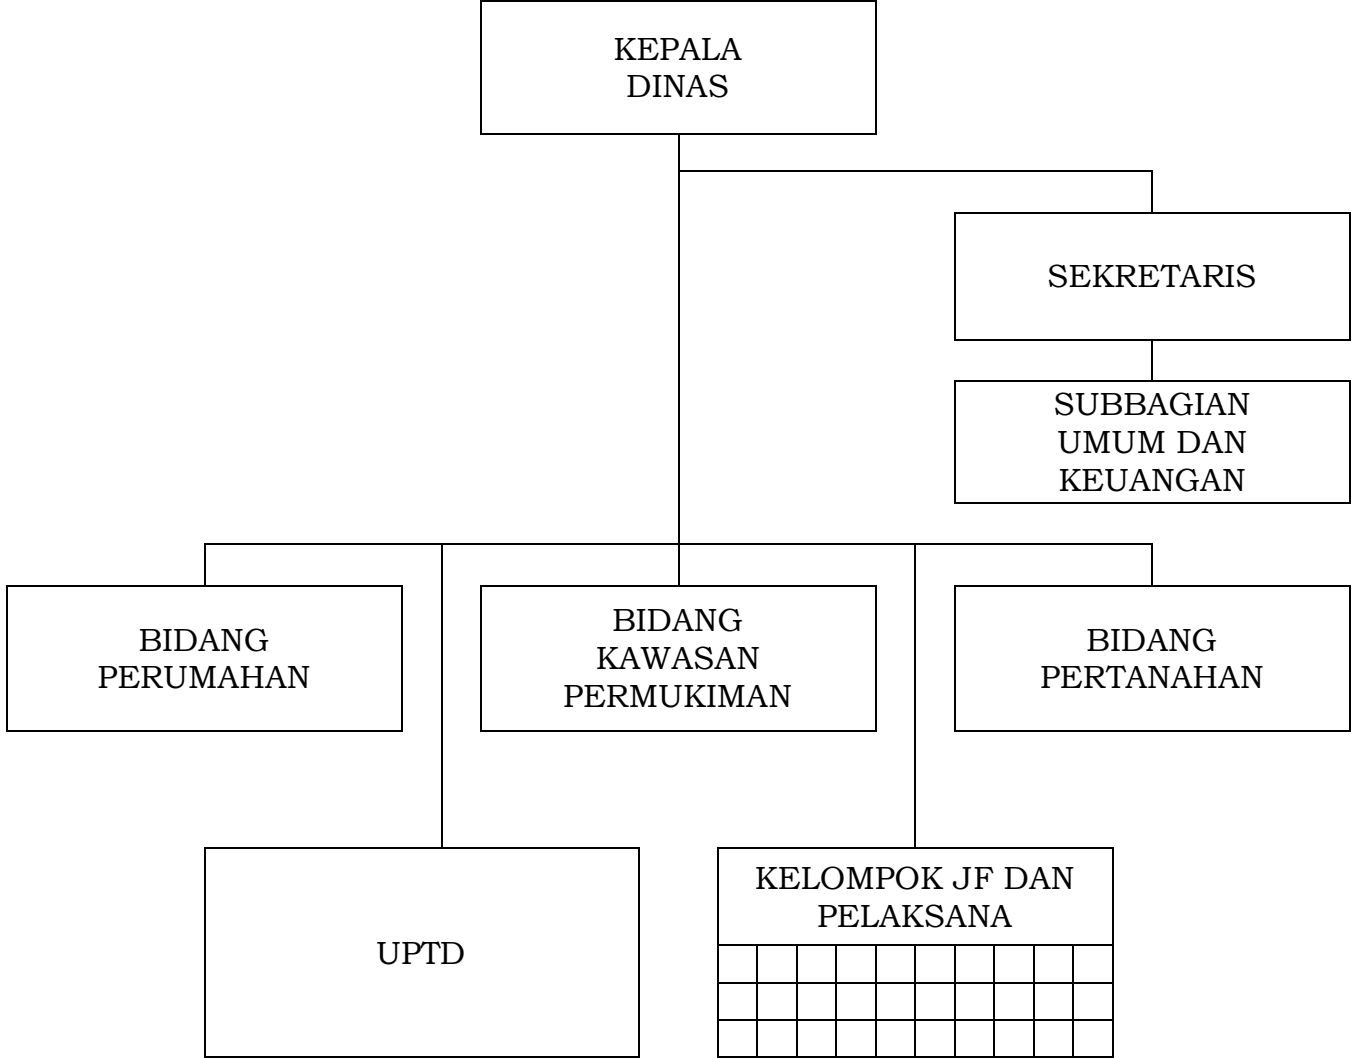 KEPALA
DINAS
SEKRETARIS
SUBBAGIAN
UMUM DAN
KEUANGAN
BIDANG
PERUMAHAN
BIDANG
KAWASAN
PERMUKIMAN
BIDANG
PERTANAHAN
UPTD
KELOMPOK JF DAN
PELAKSANA